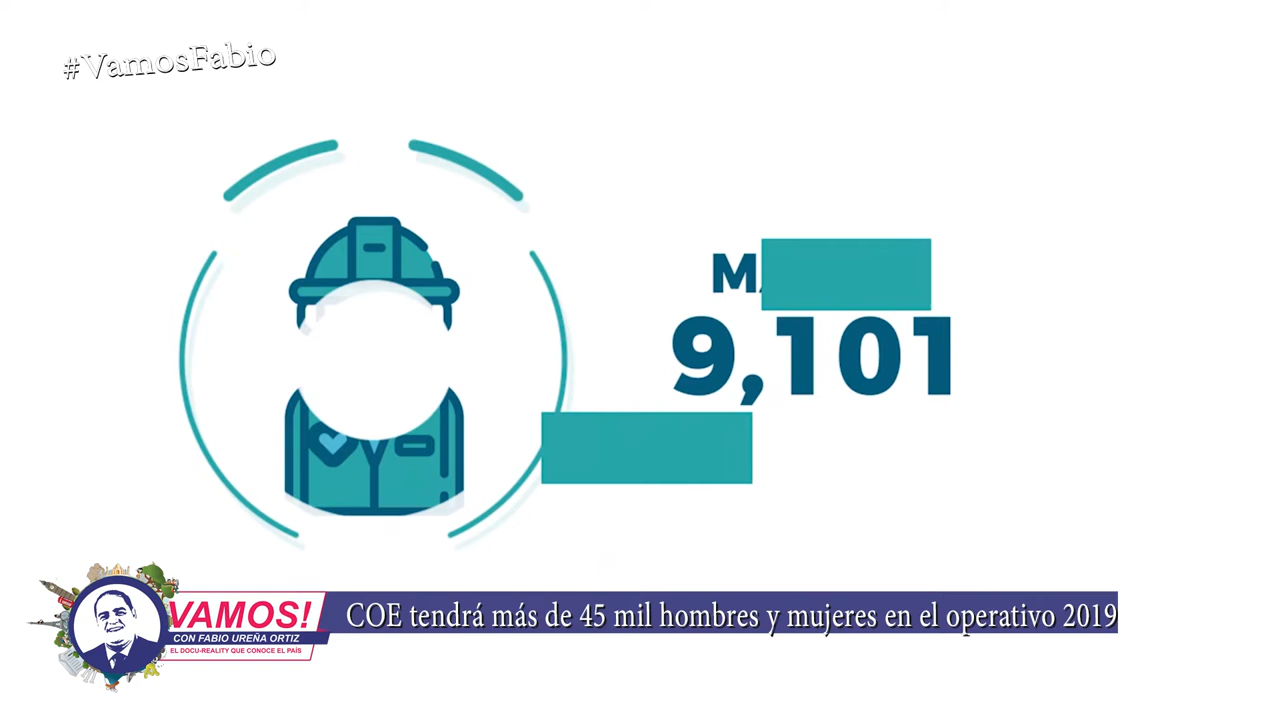 #VamosFabio
9,101
VAMOS!
CON FABIO UREÑA ORTIZ
EL DOCU-REALITY QUE CONOCE EL PAÍS
COE tendrá más de 45 mil hombres y mujeres en el operativo 2019